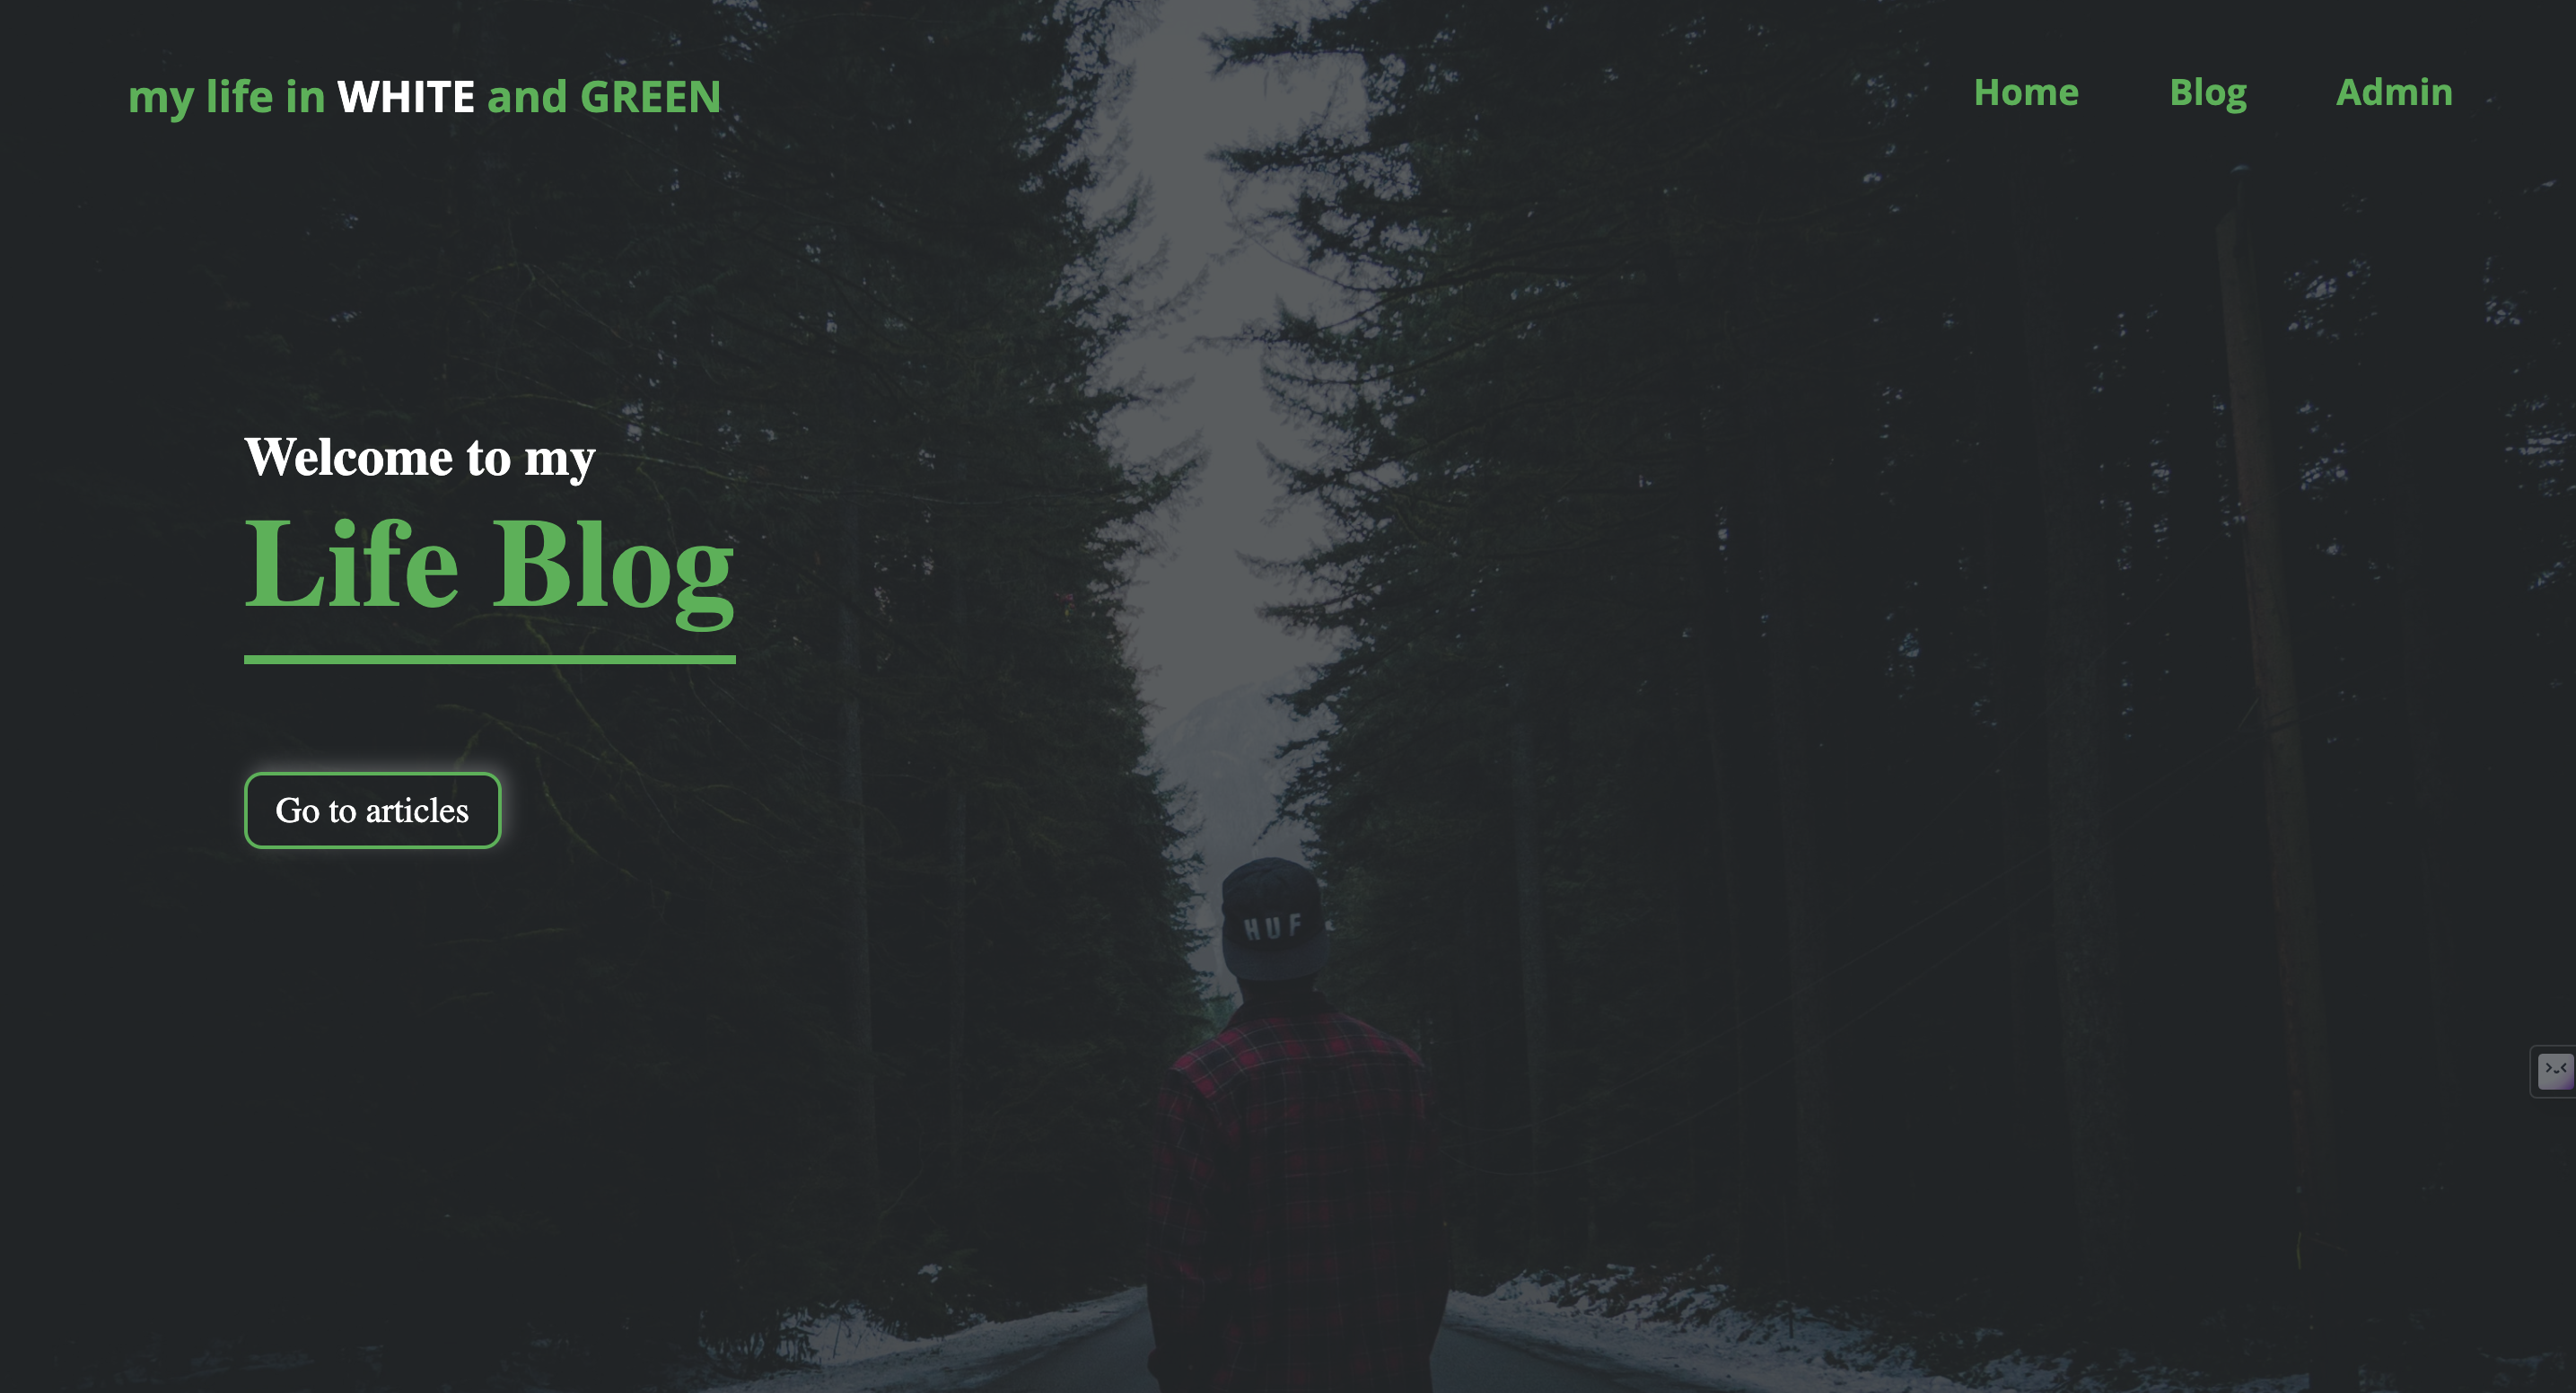 my life in WHITE and GREEN
Home Blog Admin
Welcome to my
Life Blog
Go to articles
HUF